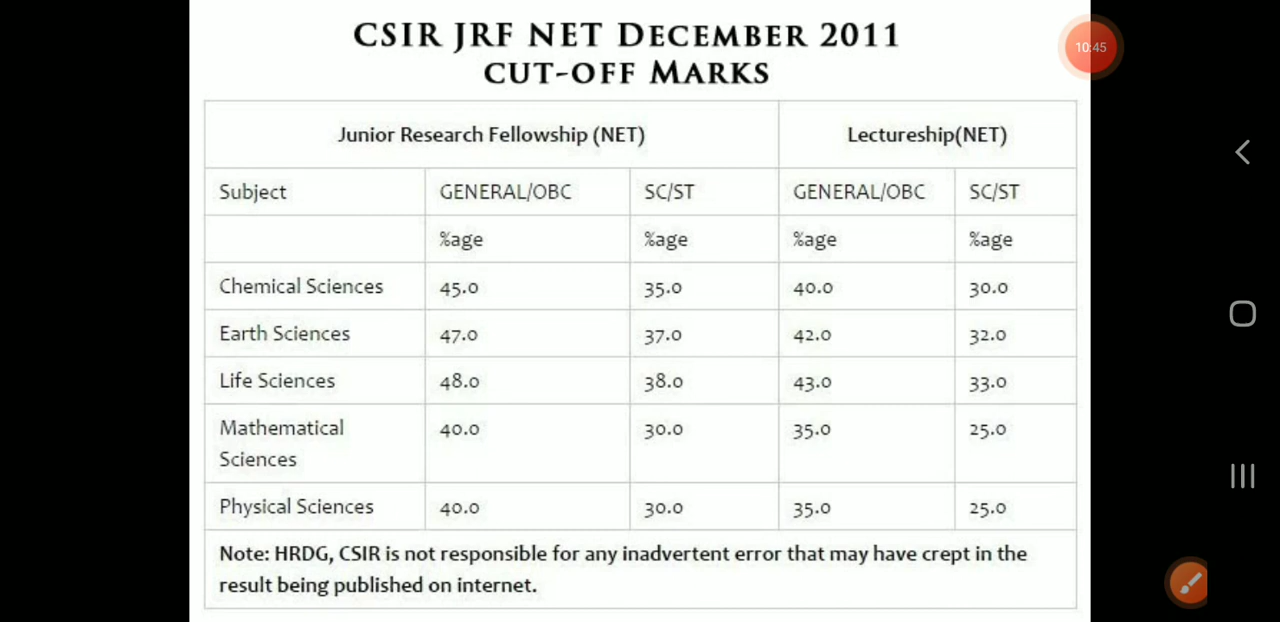 CSIR JRF NET DECEMBER 2011
CUT-OFF MARKS
10:45
Junior Research Fellowship (NET) Lectureship(NET)
Subject GENERAL/OBC SC/ST GENERAL/OBC SC/ST
%age %age %age %age
Chemical Sciences 45.0 35.0 40.0 30.0
Earth Sciences 47.0 37.0 42.0 32.0
Life Sciences 48.0 38.0 43.0 33.0
Mathematical 40.0 30.0 35.0 25.0
Sciences
Physical Sciences 40.0 30.0 35.0 25.0
Note: HRDG, CSIR is not responsible for any inadvertent error that may have crept in the
result being published on internet.